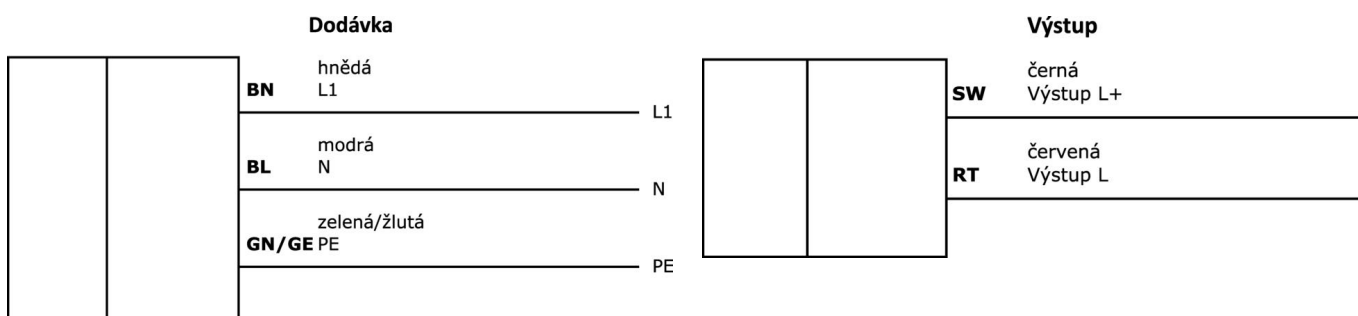 Dodávka
hnědá
BN L1
L1
modrá
BL N
N
zelená/žlutá
GN/GE PE
PE
Výstup
černá
SW Výstup L+
červená
RT Výstup L